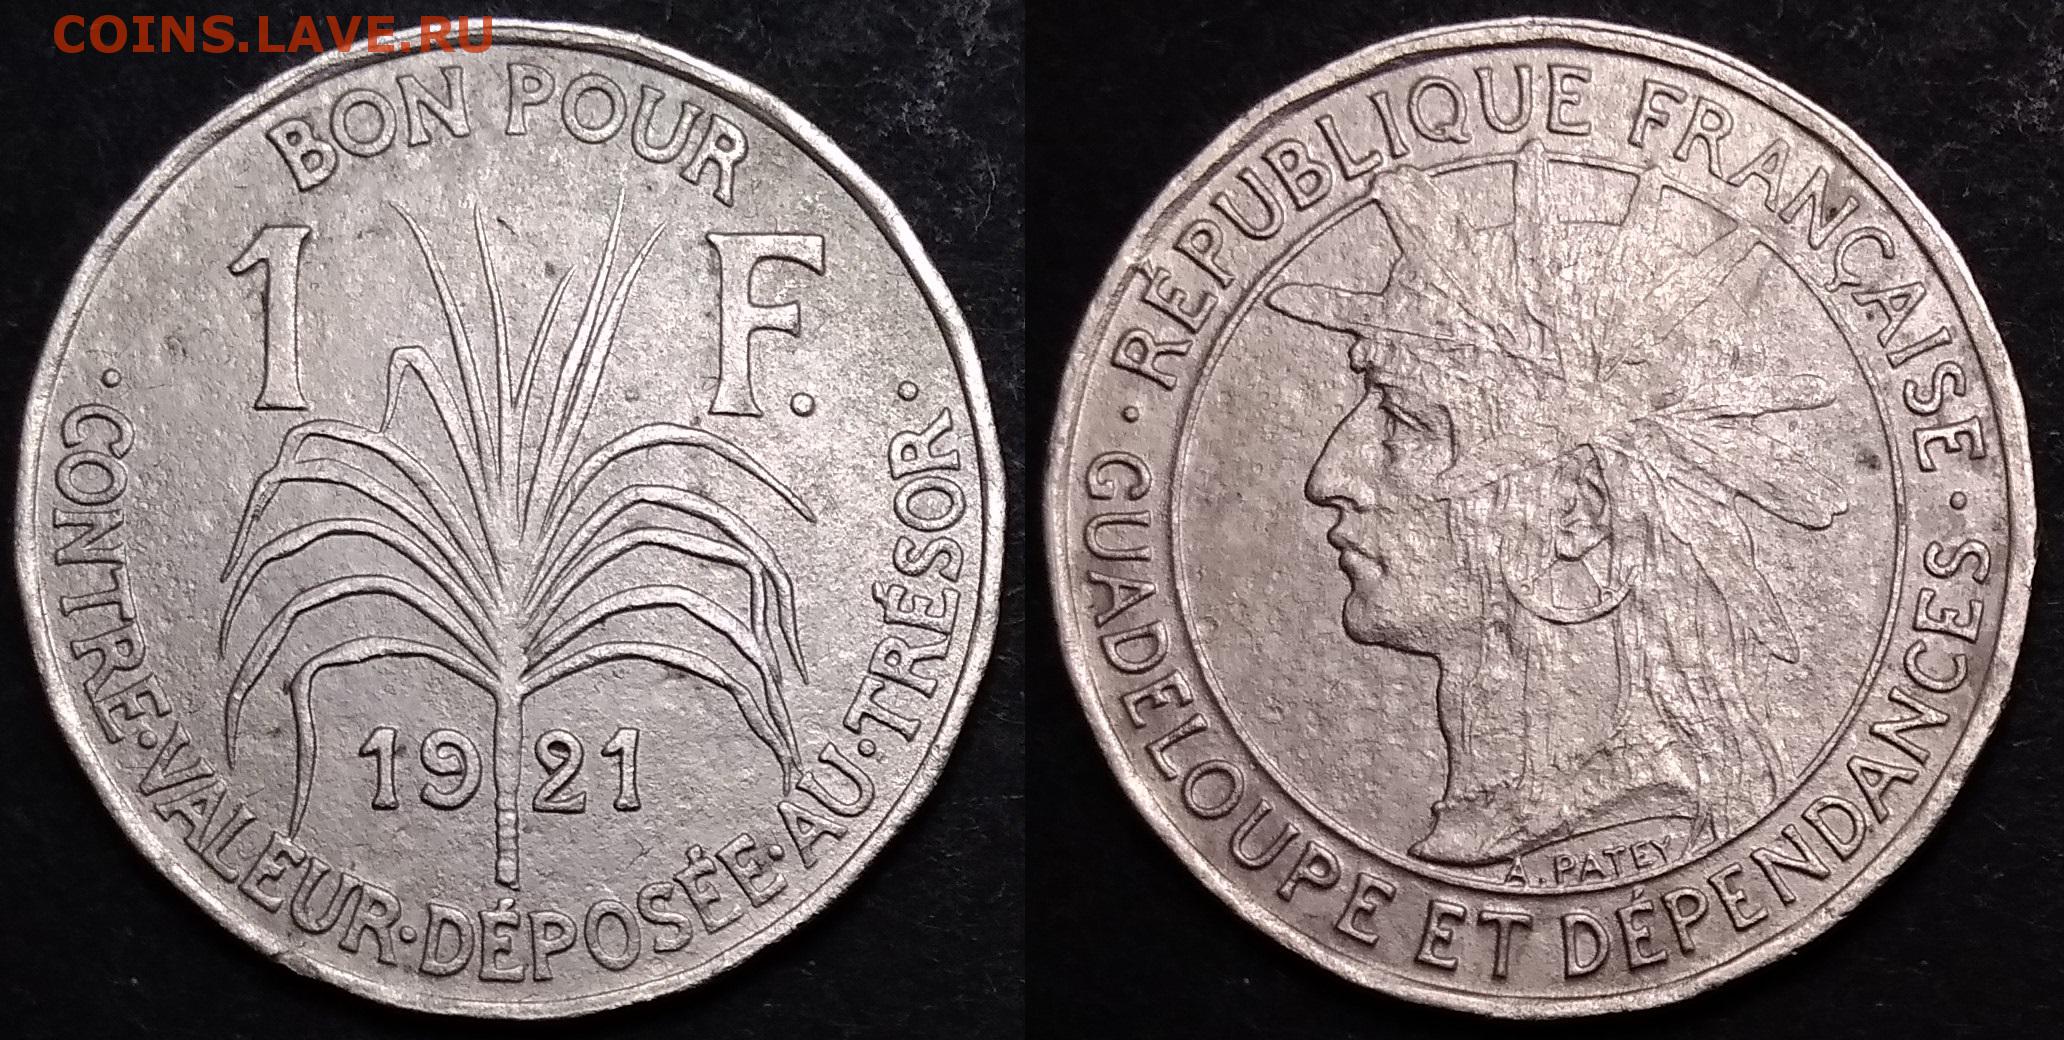 COINS.LAVE.RU
BON POUR
1 F.
1921
· CONTRE·VALEUR·DÉPOSÉE·AU·TRÉSOR ·
· RÉPUBLIQUE FRANÇAISE ·
GUADELOUPE ET DÉPENDANCES
A. PATEY